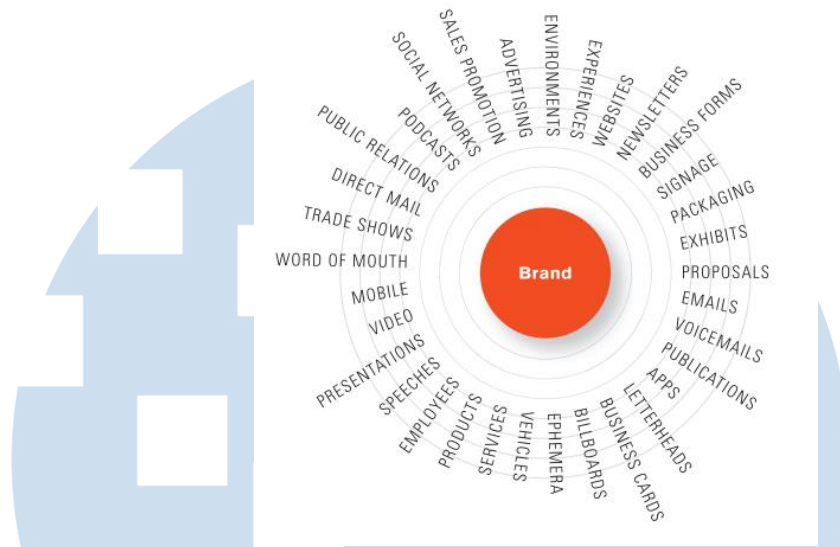 ENVIRONMENTS
EXPERIENCES
WEBSITES
NEWSLETTERS
BUSINESS FORMS
SIGNAGE
PACKAGING
EXHIBITS
PROPOSALS
EMAILS
VOICEMAILS
PUBLICATIONS
APPS
LETTERHEADS
BUSINESS CARDS
BILLBOARDS
EPHEMERA
VEHICLES
SERVICES
PRODUCTS
EMPLOYEES
SPEECHES
PRESENTATIONS
VIDEO
MOBILE
WORD OF MOUTH
TRADE SHOWS
DIRECT MAIL
PUBLIC RELATIONS
PODCASTS
SOCIAL NETWORKS
SALES PROMOTION
ADVERTISING
Brand